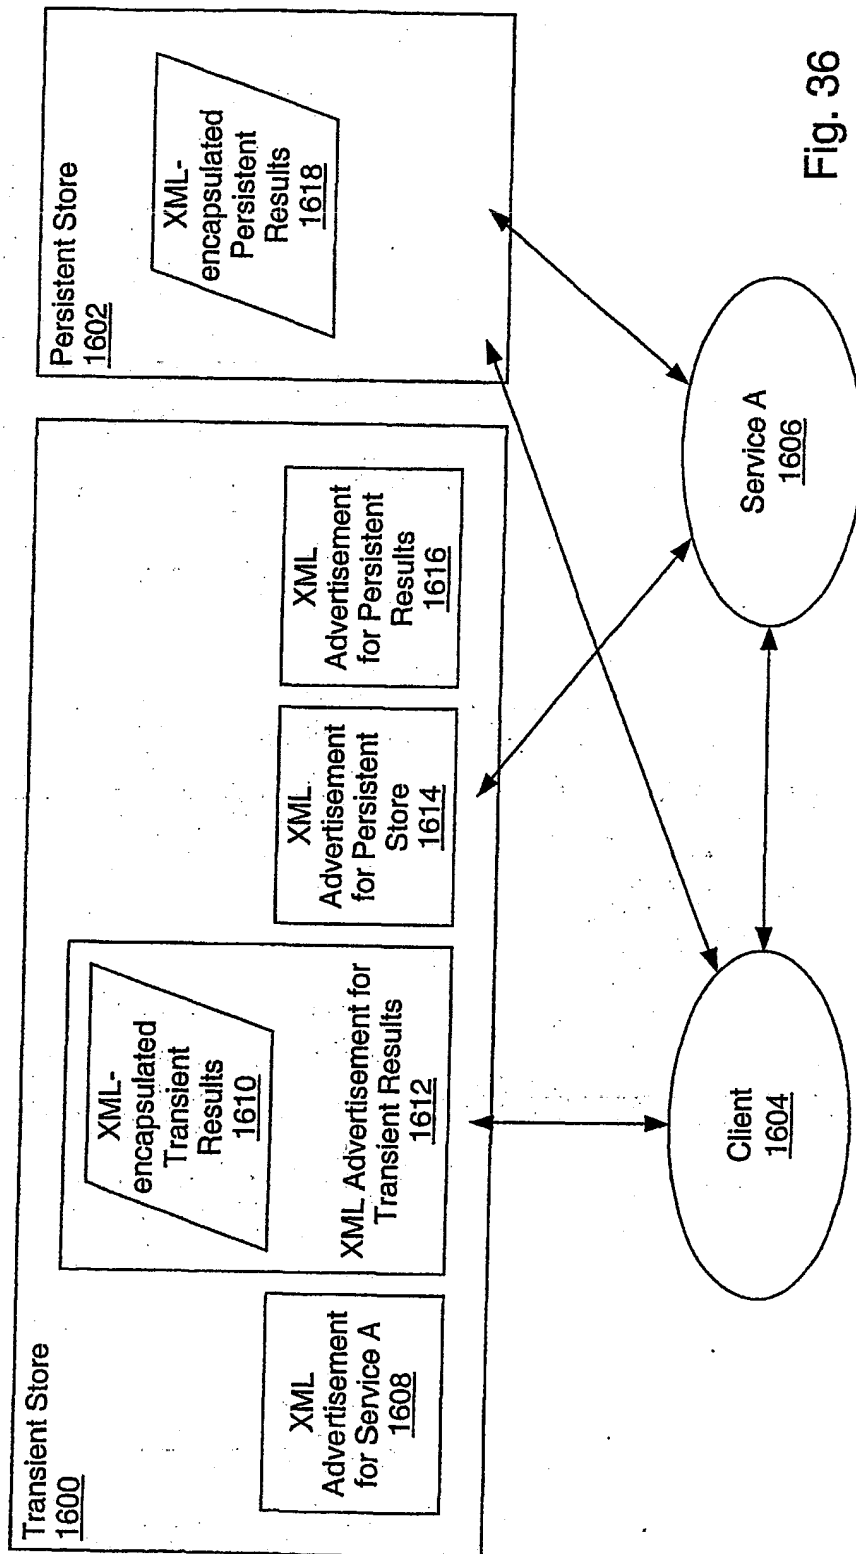 Transient Store
1600
XML
Advertisement
for Service A
1608
XML-
encapsulated
Transient
Results
1610
XML Advertisement for
Transient Results
1612
XML
Advertisement
for Persistent
Store
1614
XML
Advertisement
for Persistent
Results
1616
Persistent Store
1602
XML-
encapsulated
Persistent
Results
1618
Client
1604
Service A
1606
Fig. 36